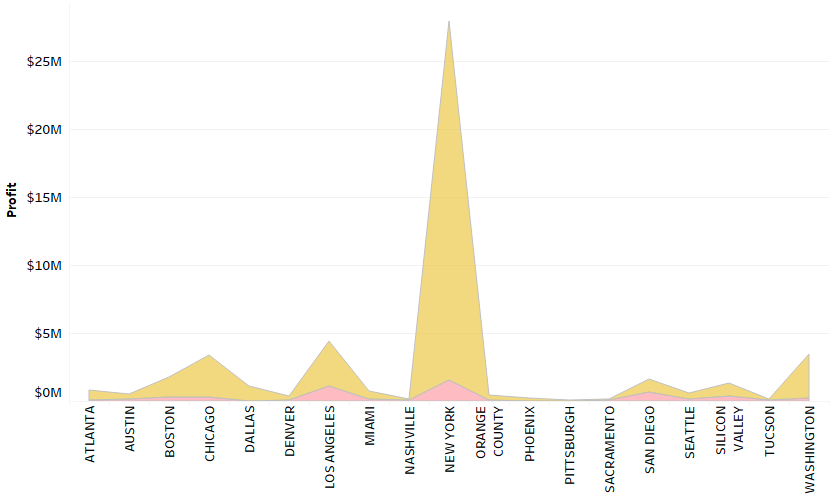 Profit
$25M
$20M
$15M
$10M
$5M
$0M
ATLANTA
AUSTIN
BOSTON
CHICAGO
DALLAS
DENVER
LOS ANGELES
MIAMI
NASHVILLE
NEW YORK
ORANGE
COUNTY
PHOENIX
PITTSBURGH
SACRAMENTO
SAN DIEGO
SEATTLE
SILICON
VALLEY
TUCSON
WASHINGTON